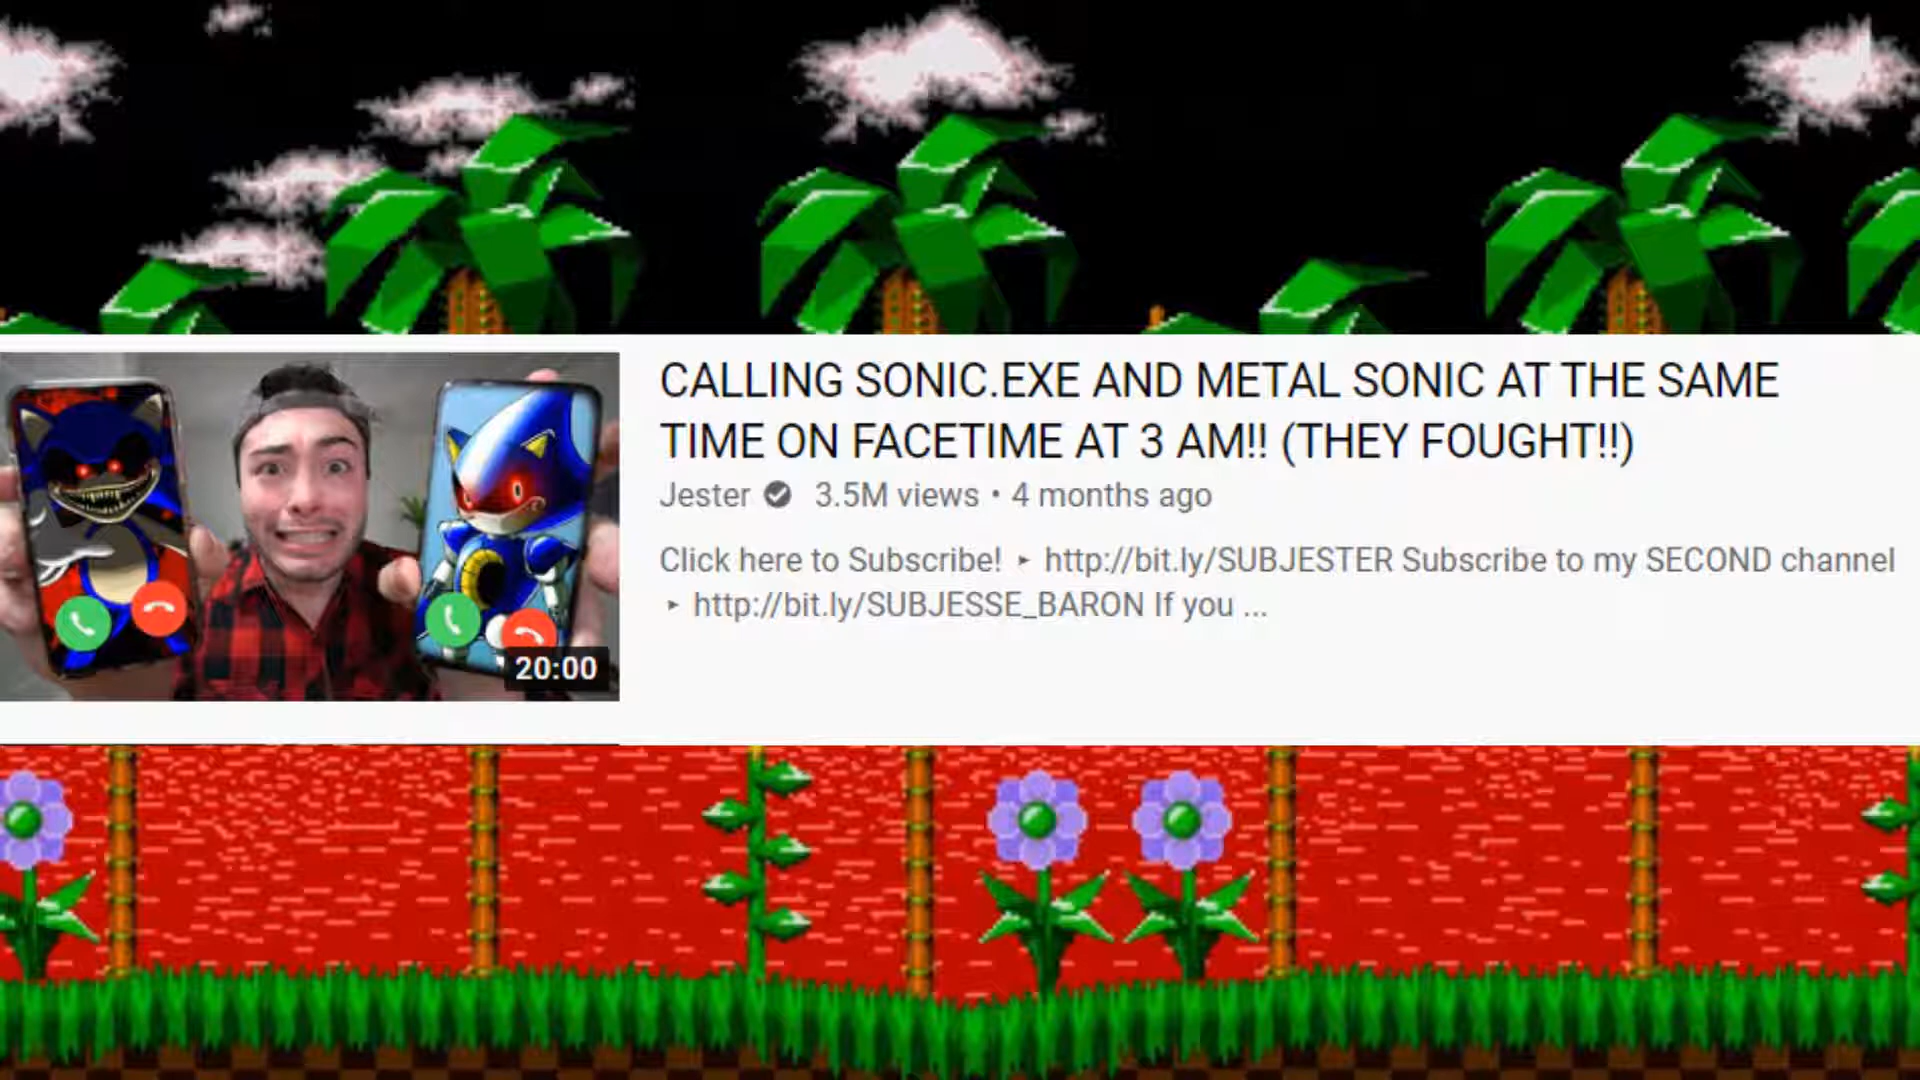 CALLING SONIC.EXE AND METAL SONIC AT THE SAME
TIME ON FACETIME AT 3 AM!! (THEY FOUGHT!!)
Jester 3.5M views • 4 months ago
Click here to Subscribe! ‣ http://bit.ly/SUBJESTER Subscribe to my SECOND channel
‣ http://bit.ly/SUBJESSE_BARON If you ...
20:00